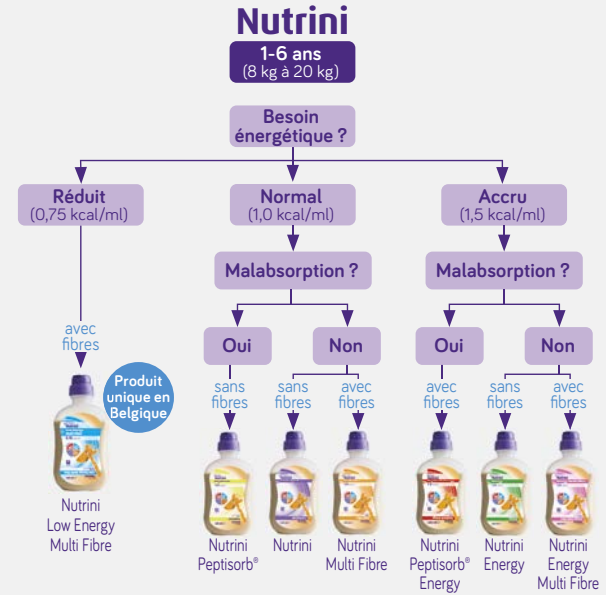 Nutrini
1-6 ans
(8 kg à 20 kg)
Besoin
énergétique ?
Réduit
(0,75 kcal/ml)
Normal
(1,0 kcal/ml)
Accru
(1,5 kcal/ml)
Malabsorption ?
Malabsorption ?
avec
fibres
Oui
Non
Oui
Non
Produit
unique en
Belgique
sans
fibres
sans
fibres
avec
fibres
avec
fibres
sans
fibres
avec
fibres
Nutrini
Low Energy
Multi Fibre
Nutrini
Peptisorb®
Nutrini
Nutrini
Multi Fibre
Nutrini
Peptisorb®
Energy
Nutrini
Energy
Nutrini
Energy
Multi Fibre